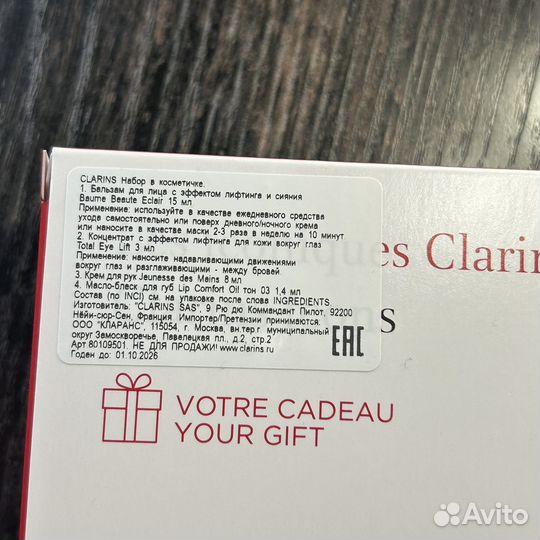 CLARINS Набор в косметичке.
1. Бальзам для лица с эффектом лифтинга и сияния
Baume Beaute Eclair 15 мл
Применение: используйте в качестве ежедневного средства
ухода самостоятельно или поверх дневного/ночного крема
или наносите в качестве маски 2-3 раза в неделю на 10 минут
2. Концентрат с эффектом лифтинга для кожи вокруг глаз
Total Eye Lift 3 мл
Применение: наносите надавливающими движениями
вокруг глаз и разглаживающими - между бровей.
3. Крем для рук Jeunesse des Mains 8 мл
4. Масло-блеск для губ Lip Comfort Oil тон 03 1,4 мл
Состав (по INCI) см. на упаковке после слова INGREDIENTS.
Изготовитель: "CLARINS SAS", 9 Рю дю Коммандант Пилот, 92200
Нёйи-сюр-Сен, Франция Импортер/Претензии принимаются:
ООО "КЛАРАНС", 115054, г. Москва, вн.тер.г. муниципальный
округ Замоскворечье, Павелецкая пл., д.2, стр.2
Арт 80109501. НЕ ДЛЯ ПРОДАЖИ! www.clarins.ru
Годен до: 01.10.2026
EAC
ques Clarin
s
VOTRE CADEAU
YOUR GIFT
Avito